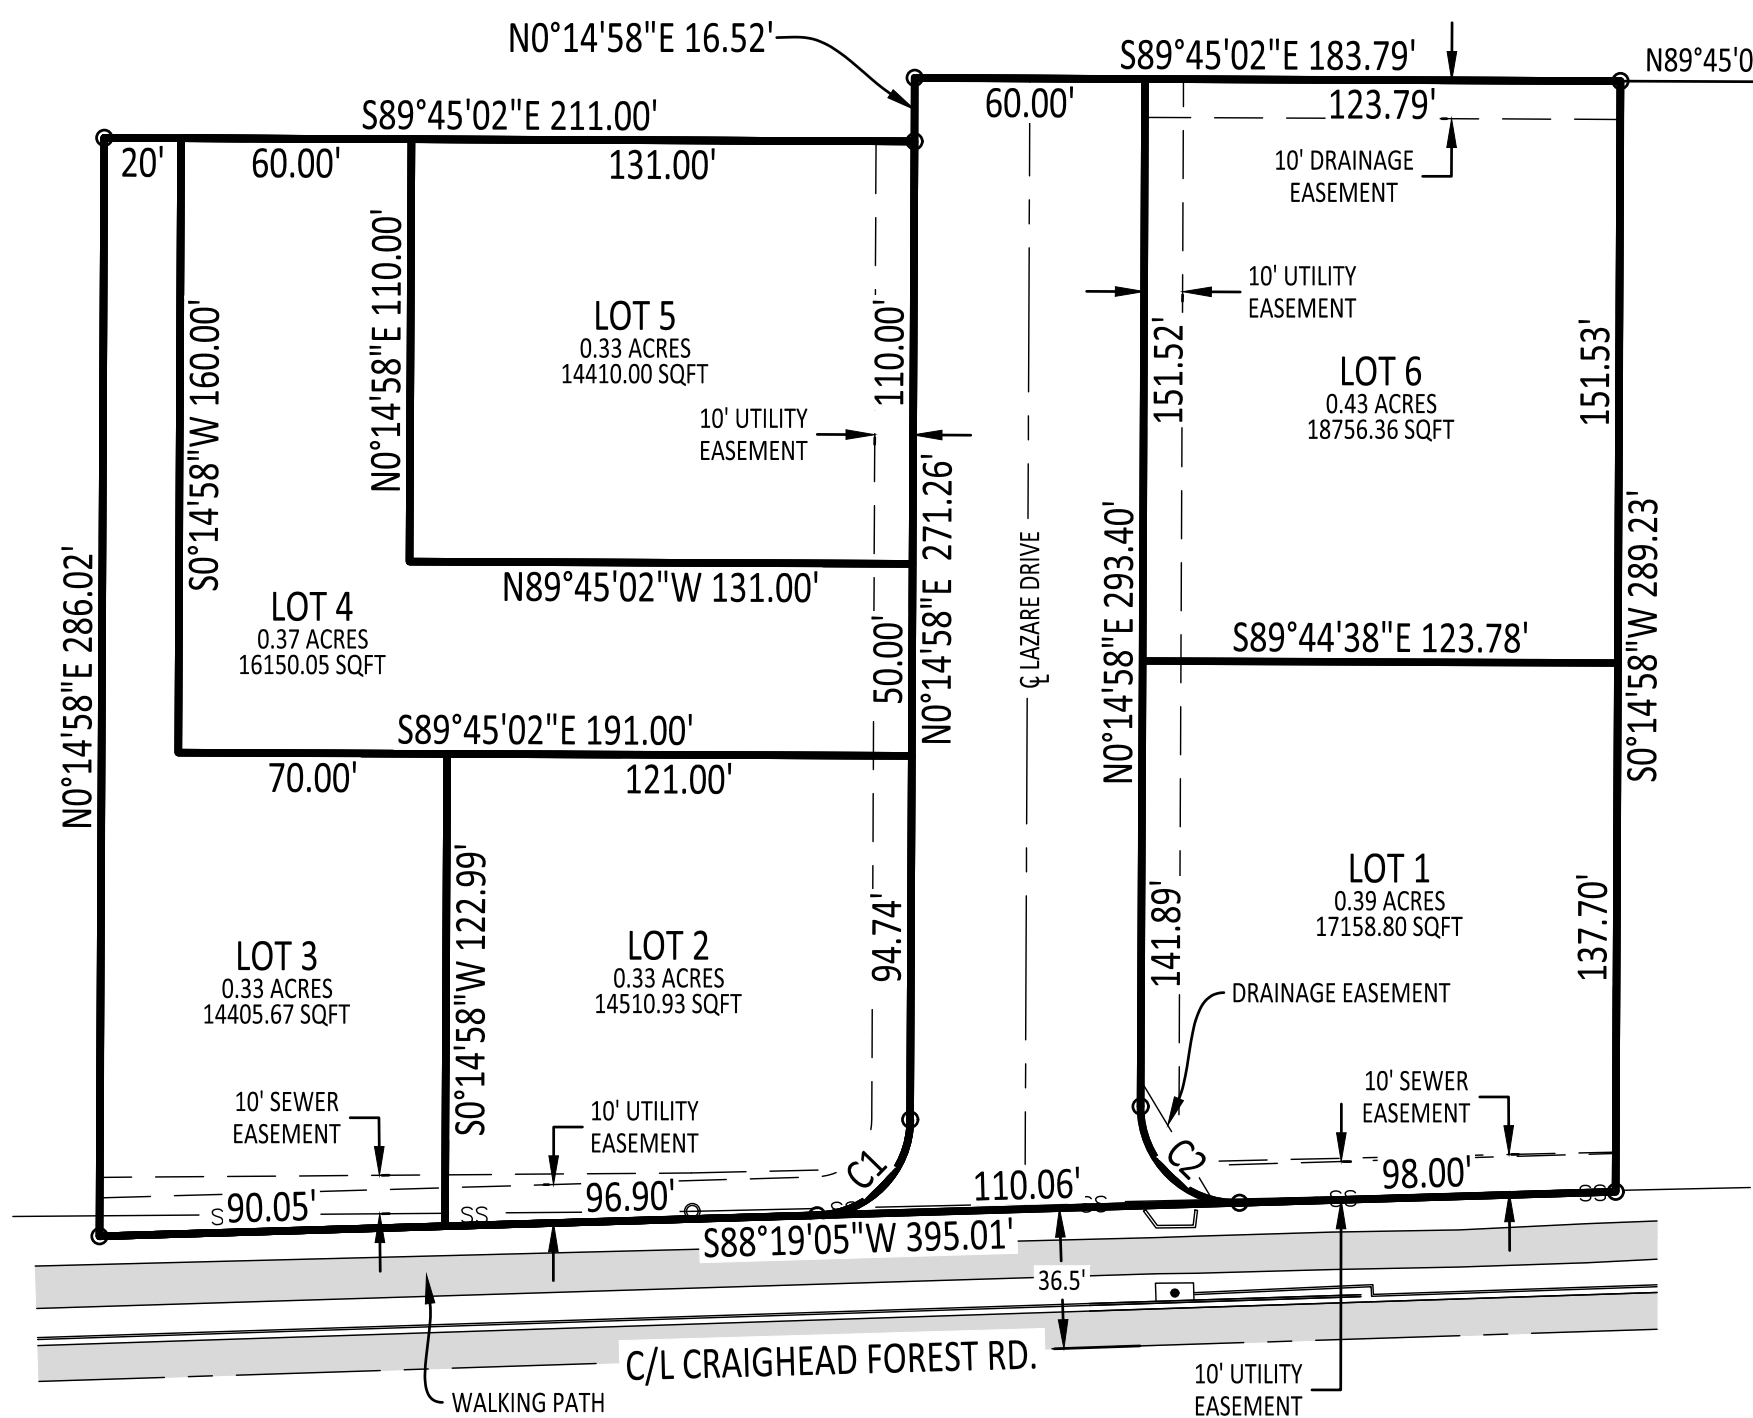 N0°14'58"E 16.52'
S89°45'02"E 183.79'
N89°45'0
60.00'
123.79'
S89°45'02"E 211.00'
20'
60.00'
131.00'
10' DRAINAGE
EASEMENT
N0°14'58"E 110.00'
10' UTILITY
EASEMENT
S0°14'58"W 160.00'
LOT 5
0.33 ACRES
14410.00 SQFT
110.00'
151.52'
151.53'
LOT 6
0.43 ACRES
18756.36 SQFT
10' UTILITY
EASEMENT
N0°14'58"E 271.26'
N0°14'58"E 286.02'
N89°45'02"W 131.00'
LOT 4
0.37 ACRES
16150.05 SQFT
50.00'
℄ LAZARE DRIVE
N0°14'58"E 293.40'
S89°44'38"E 123.78'
S0°14'58"W 289.23'
S89°45'02"E 191.00'
70.00'
121.00'
S0°14'58"W 122.99'
94.74'
141.89'
137.70'
LOT 1
0.39 ACRES
17158.80 SQFT
LOT 3
0.33 ACRES
14405.67 SQFT
LOT 2
0.33 ACRES
14510.93 SQFT
DRAINAGE EASEMENT
10' SEWER
EASEMENT
10' UTILITY
EASEMENT
10' SEWER
EASEMENT
C1
C2
90.05'
96.90'
110.06'
98.00'
S
SS
SS
SS
SS
SS
S88°19'05"W 395.01'
36.5'
C/L CRAIGHEAD FOREST RD.
WALKING PATH
10' UTILITY
EASEMENT